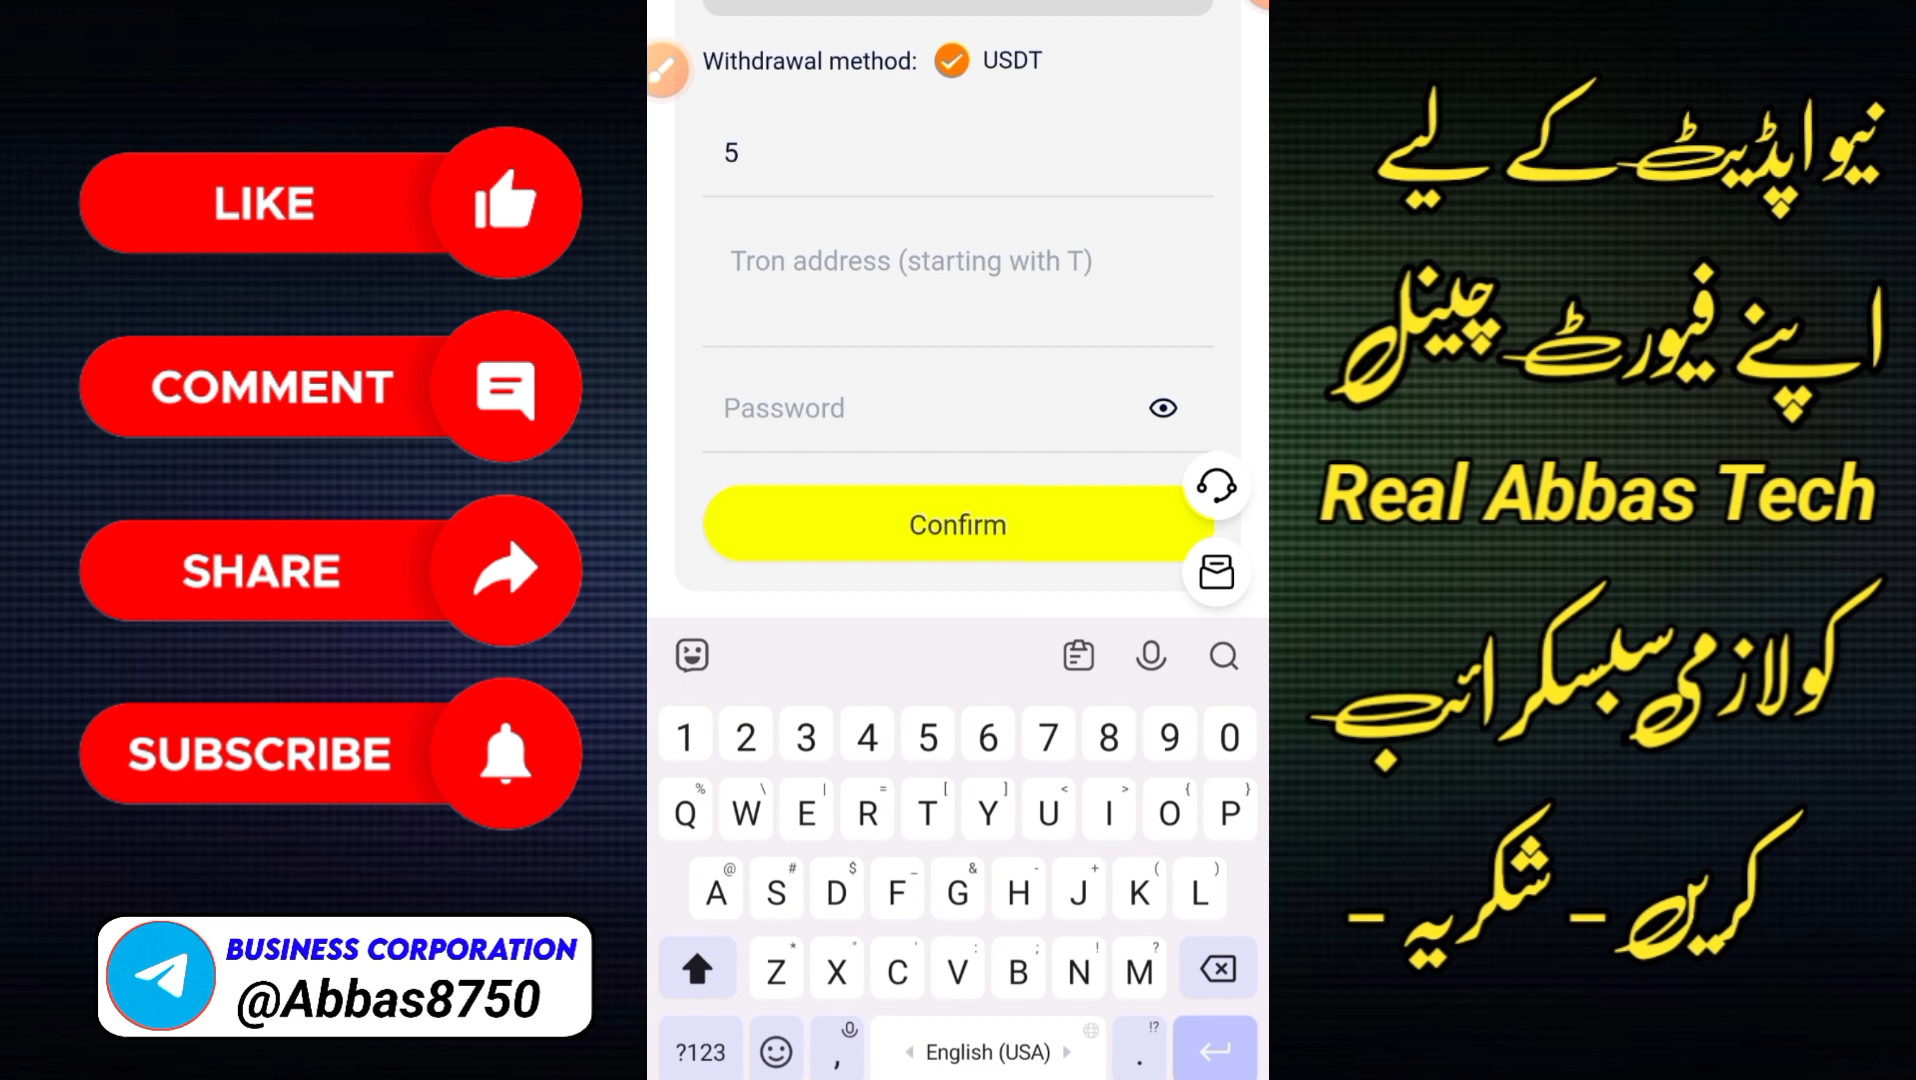 LIKE
COMMENT
SHARE
SUBSCRIBE
BUSINESS CORPORATION
@Abbas8750
Withdrawal method: USDT
5
Tron address (starting with T)
Password
Confirm
1 2 3 4 5 6 7 8 9 0
% \ | = [ ] < > { }
Q W E R T Y U I O P
@ # $ _ & - + ( )
A S D F G H J K L
* " ' : ; ! ?
Z X C V B N M
?123 , English (USA) . !?
نیو اپڈیٹ کے لیے
اپنے فیورٹ چینل
Real Abbas Tech
کو لازمی سبسکرائب
کریں – شکریہ –